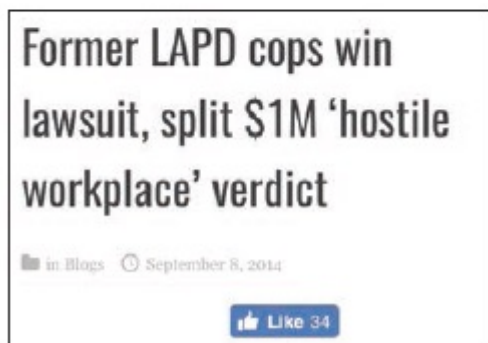 Former LAPD cops win
lawsuit, split $1M ‘hostile
workplace’ verdict
in Blogs September 8, 2014
Like 34